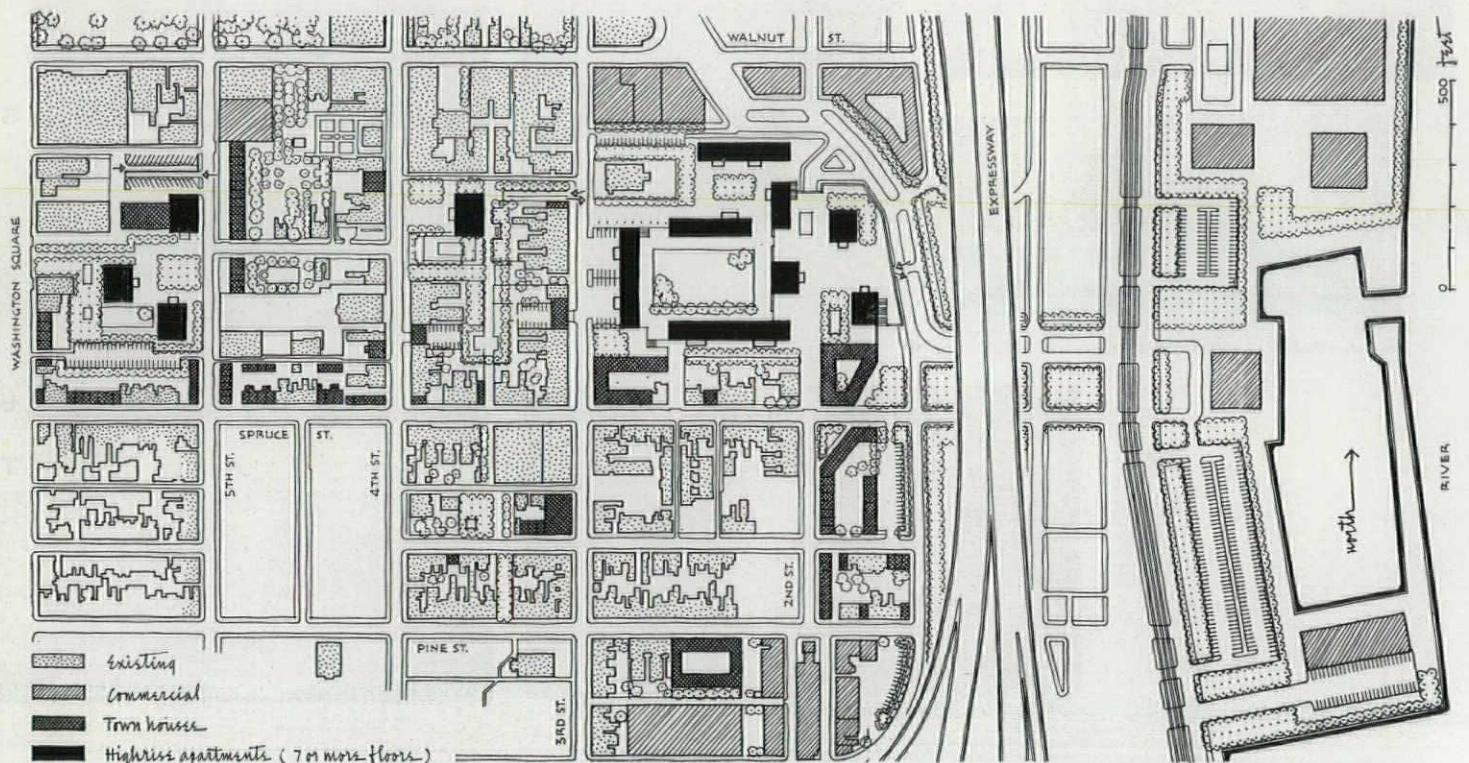 WALNUT ST.
500 feet
0
WASHINGTON SQUARE
EXPRESSWAY
SPRUCE ST.
5TH ST.
4TH ST.
RIVER
north
2ND ST.
PINE ST.
3RD ST.
Existing
Commercial
Town houses
Highrise apartments (7 or more floors)